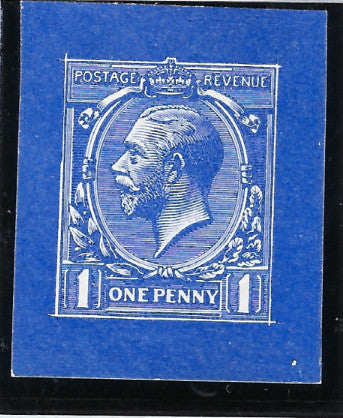 POSTAGE REVENUE
1 ONE PENNY 1